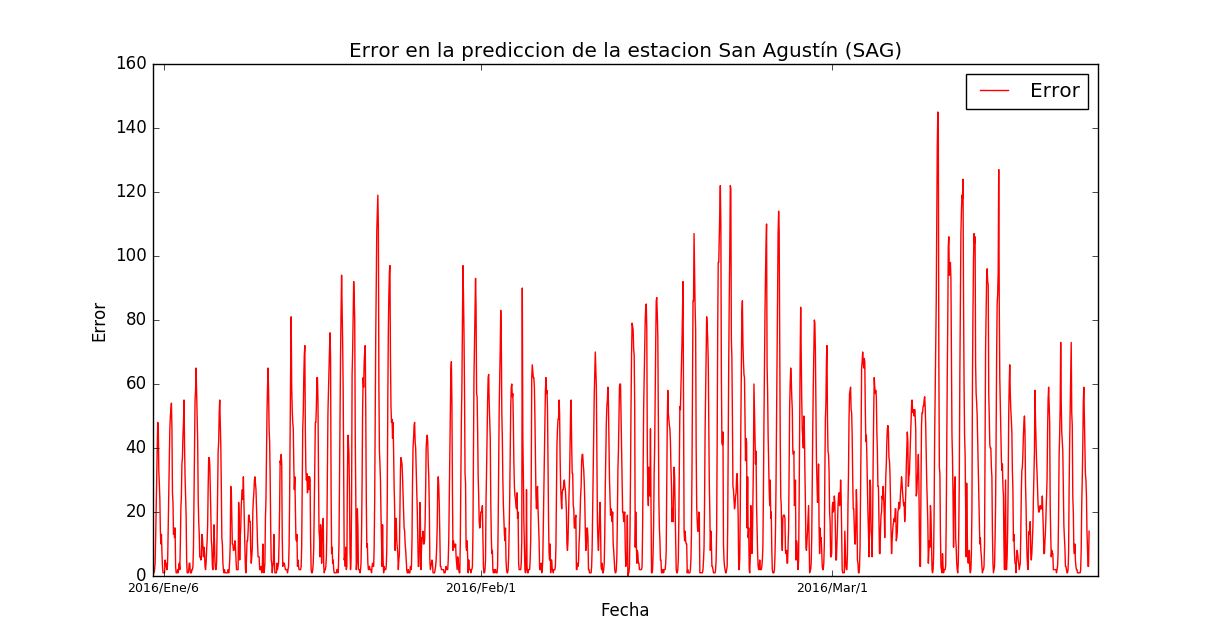 Error en la prediccion de la estacion San Agustín (SAG)
Error
160
140
120
100
80
60
40
20
0
Error
2016/Ene/6
2016/Feb/1
2016/Mar/1
Fecha